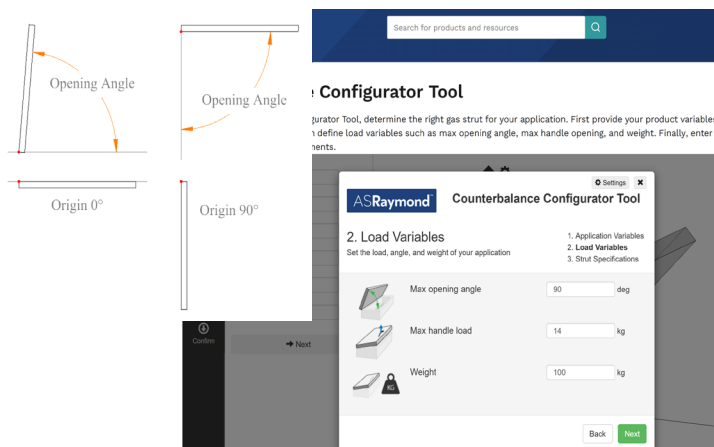 Opening Angle
Opening Angle
Origin 0°
Origin 90°
Search for products and resources
Configurator Tool
Configurator Tool, determine the right gas strut for your application. First provide your product variables
define load variables such as max opening angle, max handle opening, and weight. Finally, enter
Settings
ASRaymond
Counterbalance Configurator Tool
2. Load Variables
Set the load, angle, and weight of your application
1. Application Variables
2. Load Variables
3. Strut Specifications
Max opening angle 90 deg
Max handle load 14 kg
Weight 100 kg
KG
Confirm
Next
Back Next